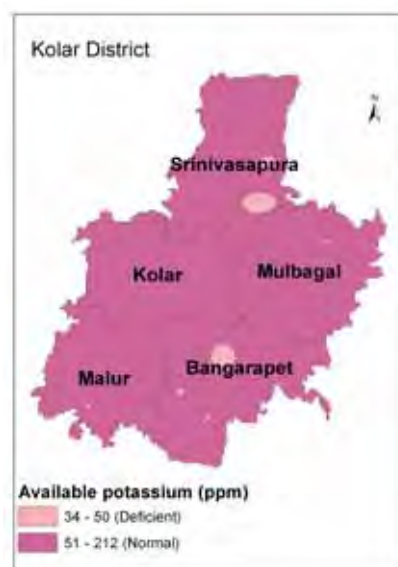 Kolar District
N
Srinivasapura
Kolar
Mulbagal
Malur
Bangarapet
Available potassium (ppm)
34 - 50 (Deficient)
51 - 212 (Normal)